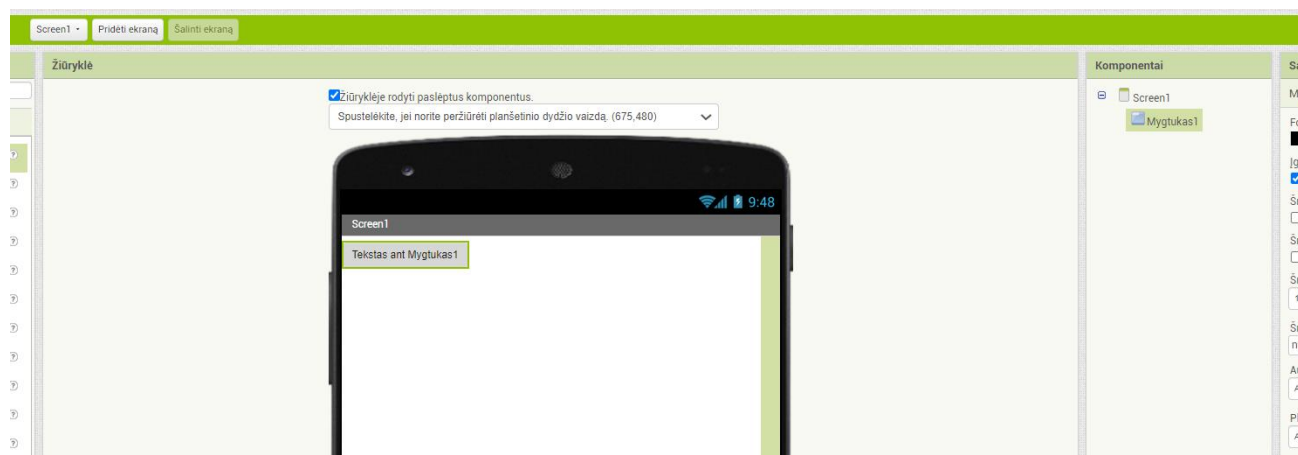 Screen1
Pridėti ekraną
Šalinti ekraną
Žiūryklė
Komponentai
Žiūryklėje rodyti paslėptus komponentus.
Spustelėkite, jei norite peržiūrėti planšetinio dydžio vaizdą. (675,480)
Screen1
Mygtukas1
9:48
Screen1
Tekstas ant Mygtukas1